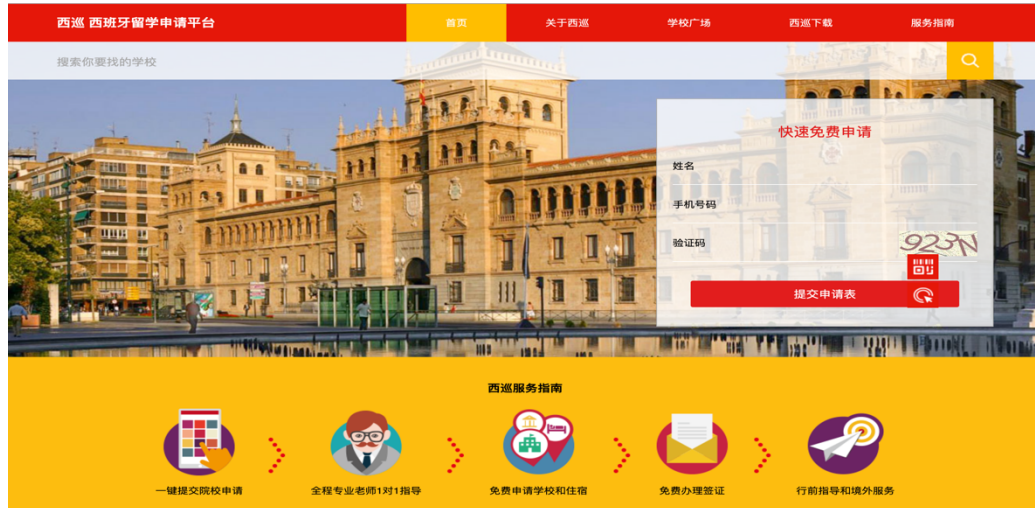 西巡 西班牙留学申请平台
首页
关于西巡
学校广场
西巡下载
服务指南
搜索你要找的学校
快速免费申请
姓名
手机号码
验证码
923N
提交申请表
西巡服务指南
一键提交院校申请
全程专业老师1对1指导
免费申请学校和住宿
免费办理签证
行前指导和境外服务